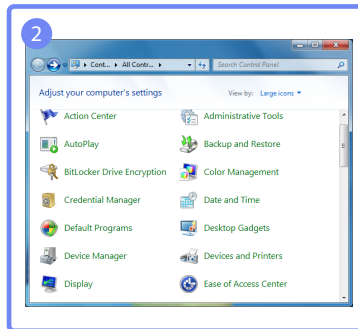 2
Cont... All Contr...
Search Control Panel
Adjust your computer's settings
View by: Large icons
Action Center
Administrative Tools
AutoPlay
Backup and Restore
BitLocker Drive Encryption
Color Management
Credential Manager
Date and Time
Default Programs
Desktop Gadgets
Device Manager
Devices and Printers
Display
Ease of Access Center